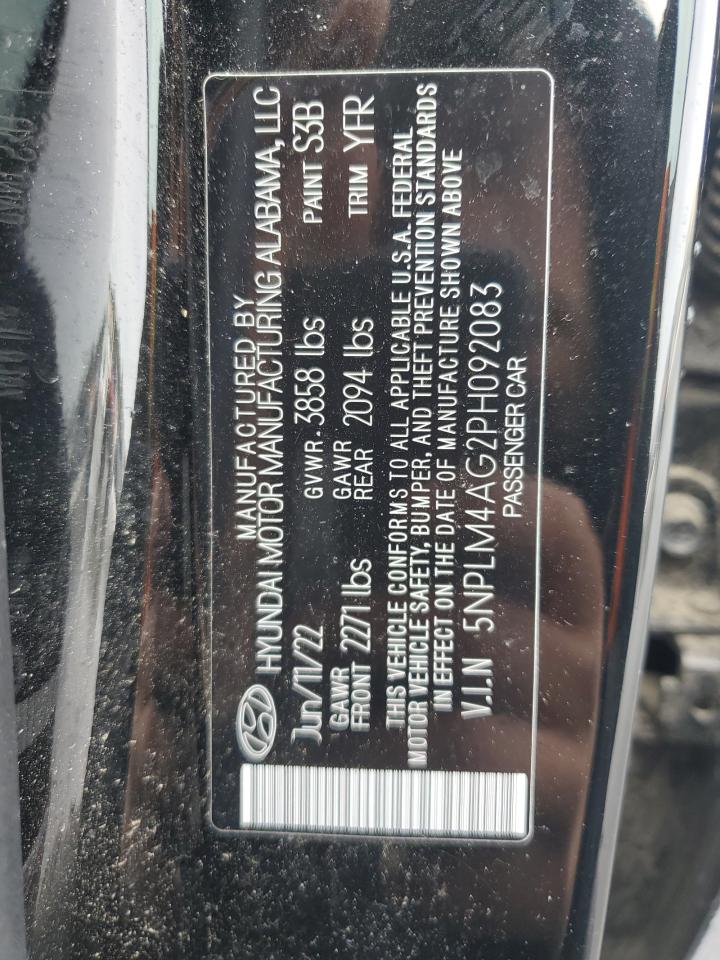 MANUFACTURED BY
HYUNDAI MOTOR MANUFACTURING ALABAMA, LLC
Jun/11/22 GVWR. 3858 lbs PAINT S3B
GAWR GAWR
FRONT 2271 lbs REAR 2094 lbs TRIM YFR
THIS VEHICLE CONFORMS TO ALL APPLICABLE U.S.A. FEDERAL
MOTOR VEHICLE SAFETY, BUMPER, AND THEFT PREVENTION STANDARDS
IN EFFECT ON THE DATE OF MANUFACTURE SHOWN ABOVE
V.I.N 5NPLM4AG2PH092083
PASSENGER CAR